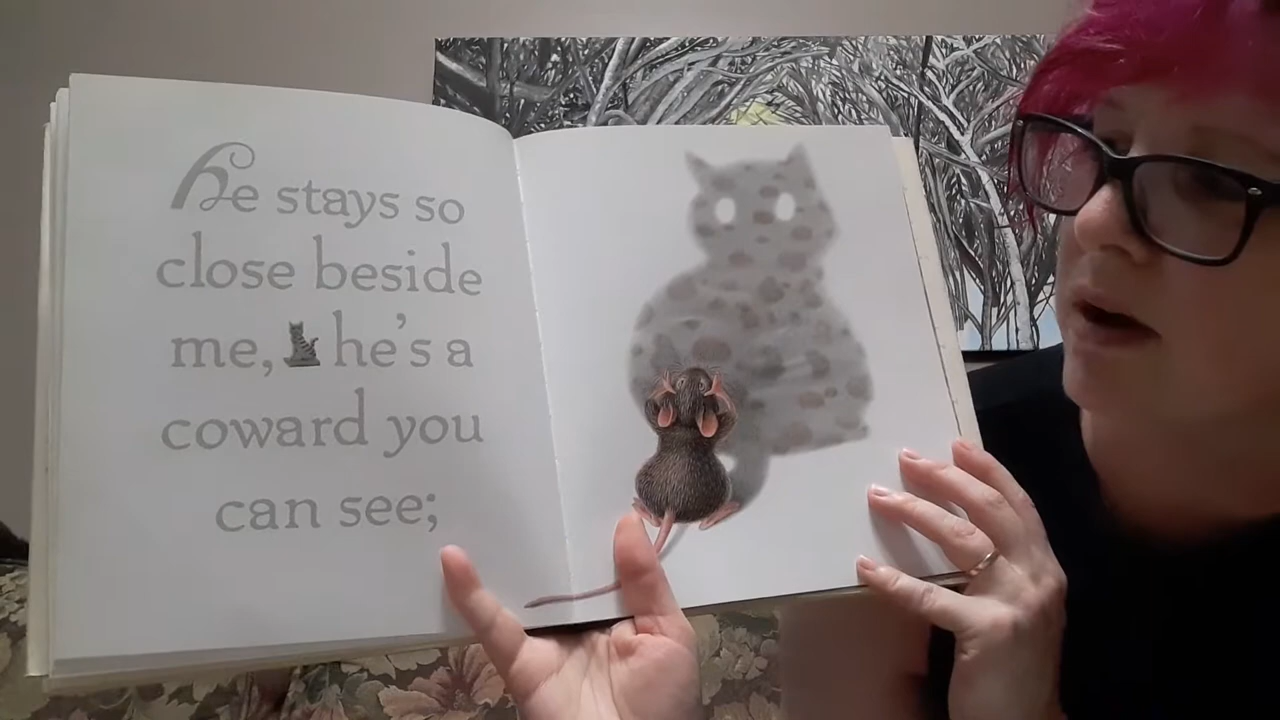 He stays so
close beside
me, he's a
coward you
can see;